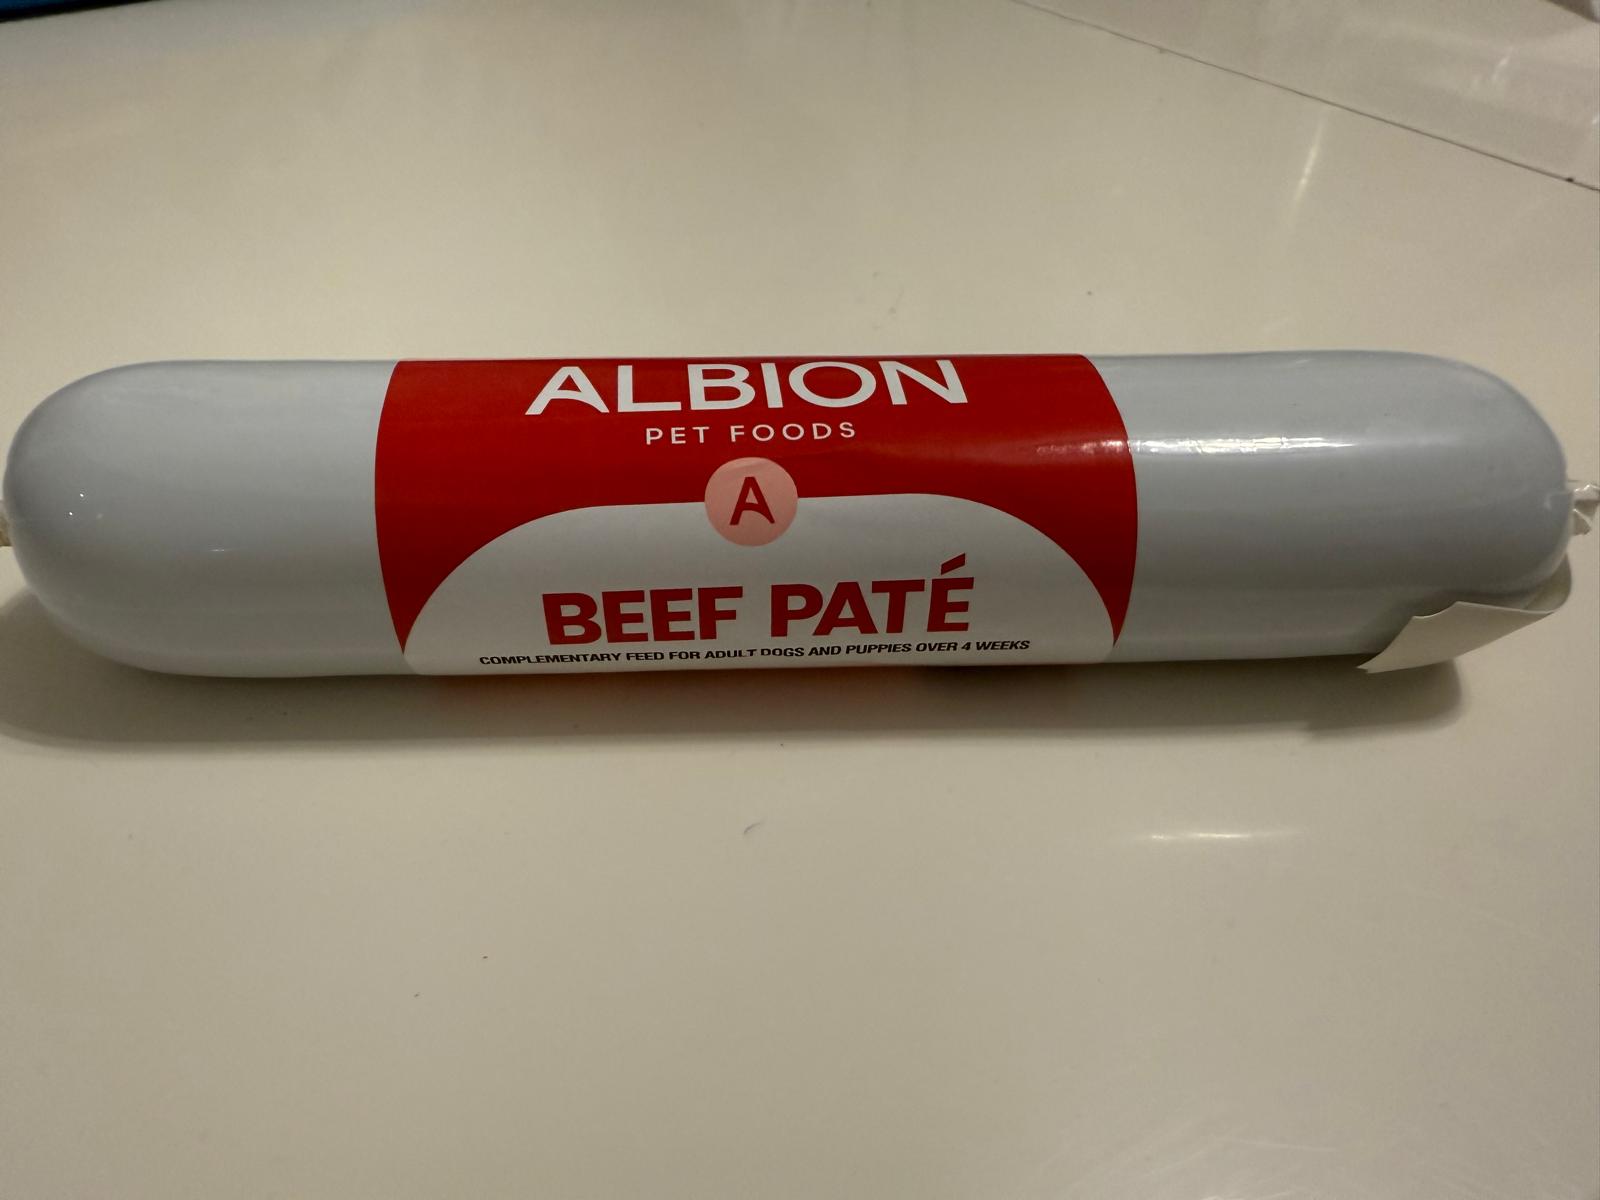 ALBION
PET FOODS
A
BEEF PATÉ
COMPLEMENTARY FEED FOR ADULT DOGS AND PUPPIES OVER 4 WEEKS